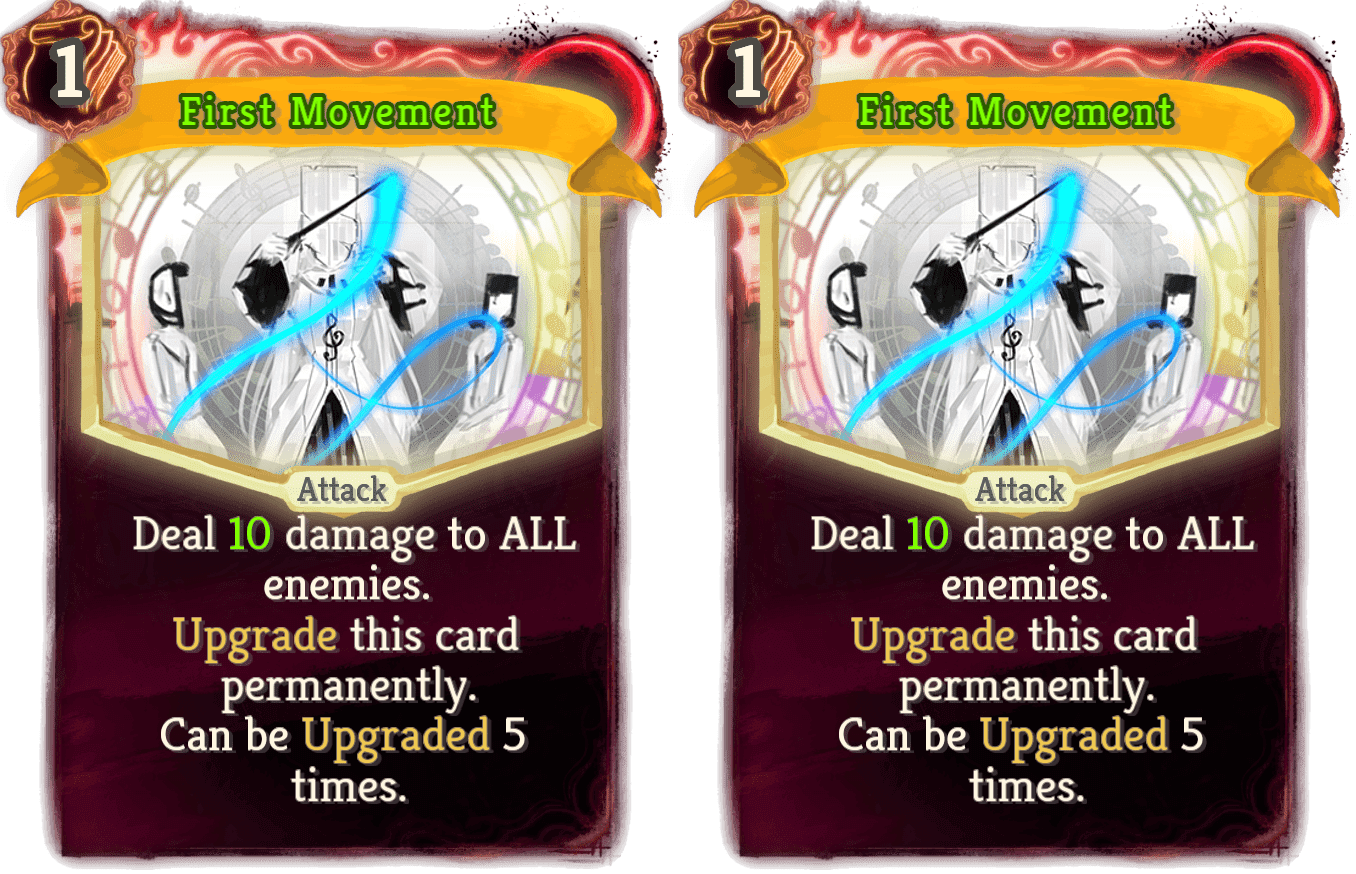 1
First Movement
Attack
Deal 10 damage to ALL
enemies.
Upgrade this card
permanently.
Can be Upgraded 5
times.
1
First Movement
Attack
Deal 10 damage to ALL
enemies.
Upgrade this card
permanently.
Can be Upgraded 5
times.